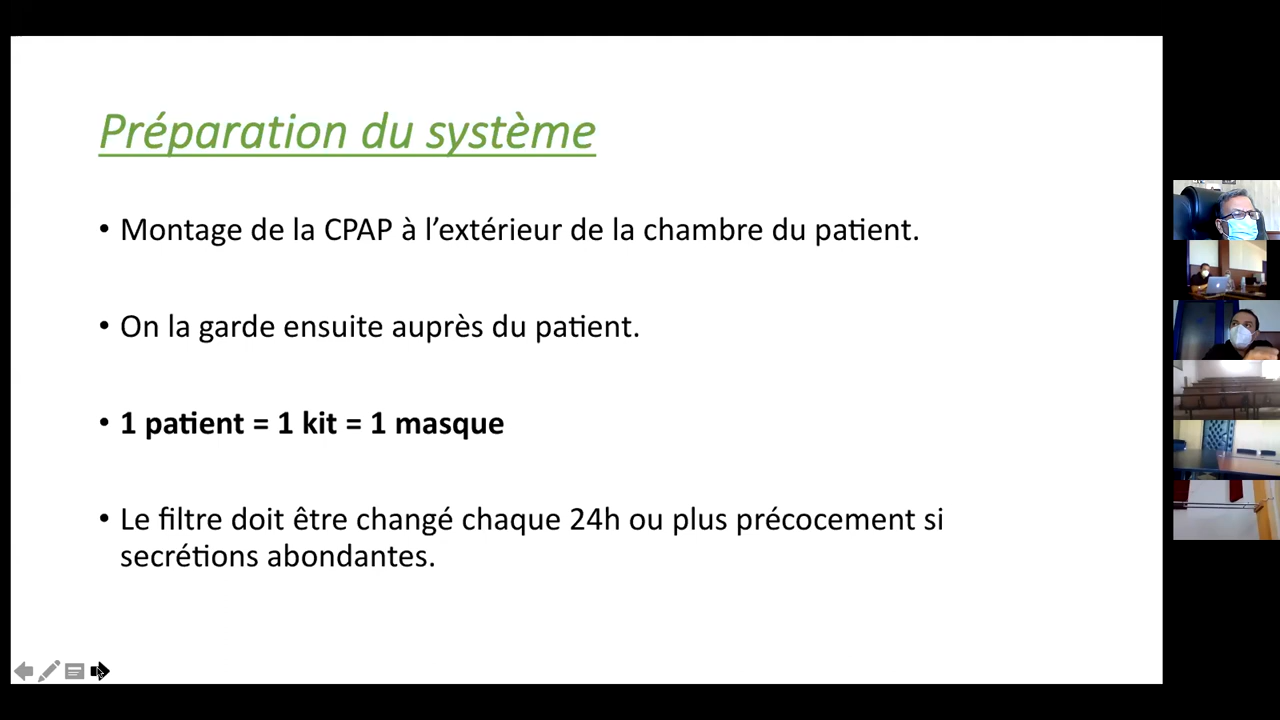 Préparation du système
• Montage de la CPAP à l’extérieur de la chambre du patient.
• On la garde ensuite auprès du patient.
• 1 patient = 1 kit = 1 masque
• Le filtre doit être changé chaque 24h ou plus précocement si
secrétions abondantes.